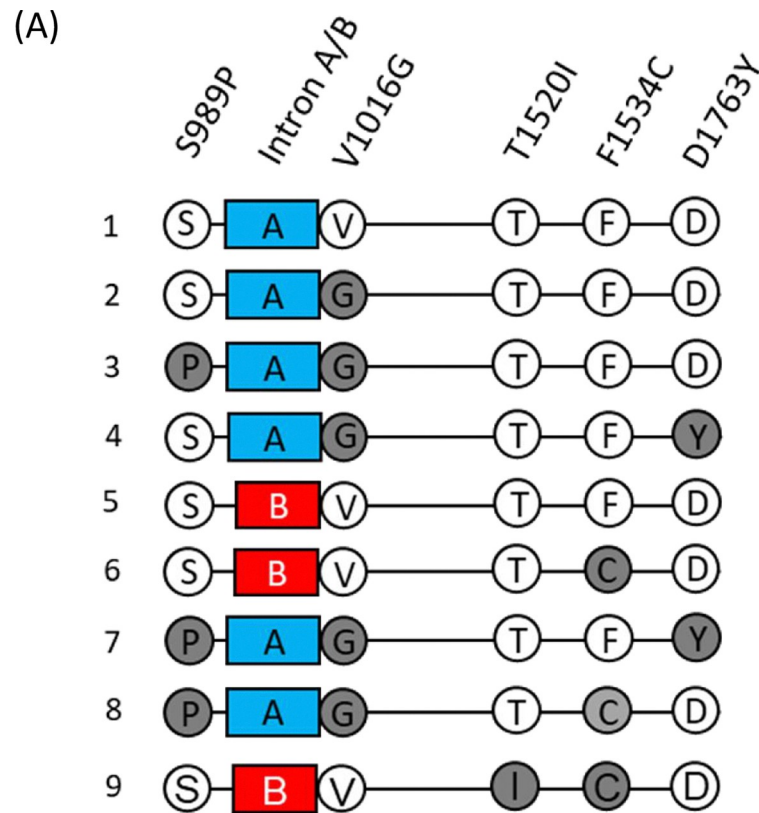 (A)
S989P Intron A/B V1016G T1520I F1534C D1763Y
1 S A V T F D
2 S A G T F D
3 P A G T F D
4 S A G T F Y
5 S B V T F D
6 S B V T C D
7 P A G T F Y
8 P A G T C D
9 S B V I C D